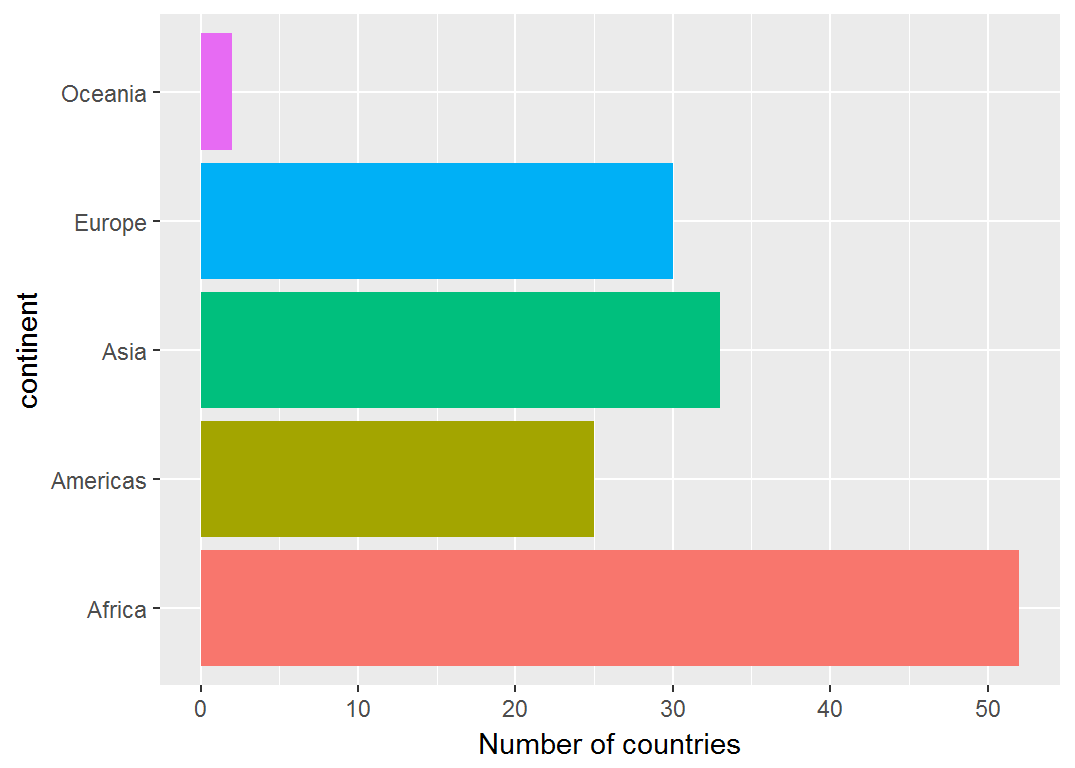 Oceania
Europe
Asia
Americas
Africa
continent
0 10 20 30 40 50
Number of countries